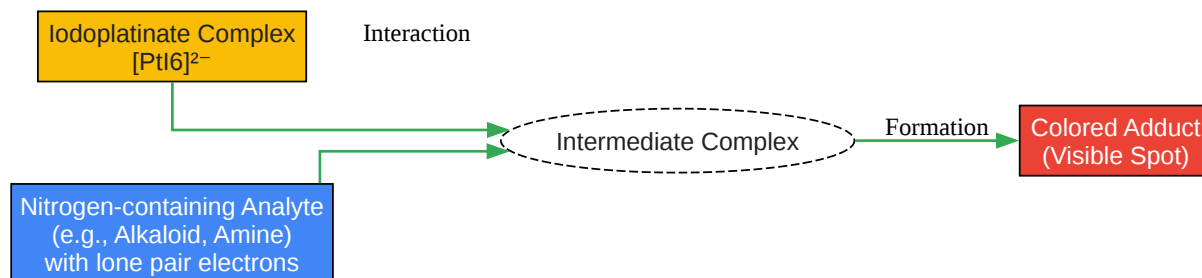 Iodoplatinate Complex
[PtI6]²⁻
Interaction
Intermediate Complex
Formation
Colored Adduct
(Visible Spot)
Nitrogen-containing Analyte
(e.g., Alkaloid, Amine)
with lone pair electrons